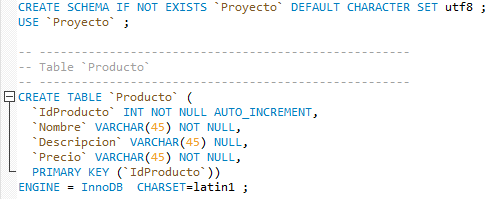 CREATE SCHEMA IF NOT EXISTS `Proyecto` DEFAULT CHARACTER SET utf8 ;
USE `Proyecto` ;
-- -----------------------------------------------------
-- Table `Producto`
-- -----------------------------------------------------
CREATE TABLE `Producto` (
`IdProducto` INT NOT NULL AUTO_INCREMENT,
`Nombre` VARCHAR(45) NOT NULL,
`Descripcion` VARCHAR(45) NULL,
`Precio` VARCHAR(45) NOT NULL,
PRIMARY KEY (`IdProducto`))
ENGINE = InnoDB  CHARSET=latin1 ;